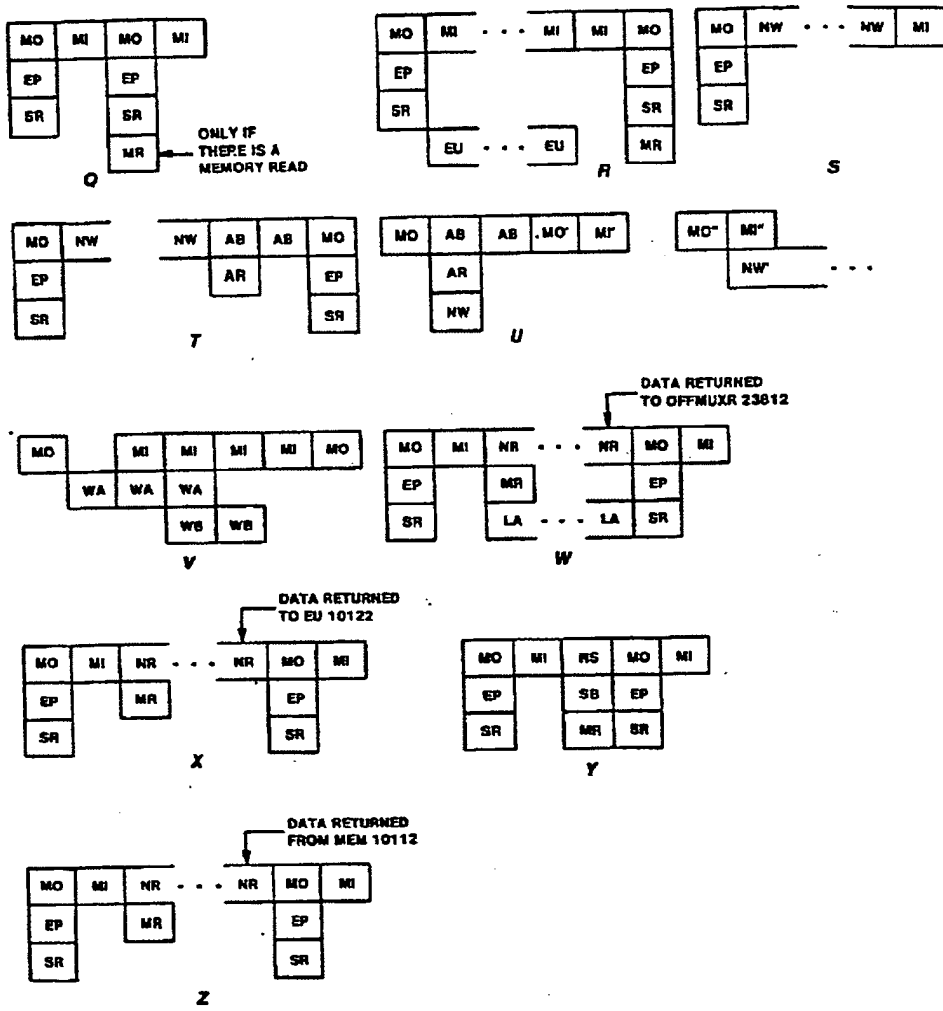 MO MI MO MI
EP EP
SR SR
MR
ONLY IF
THERE IS A
MEMORY READ
Q
MO MI · · · MI MI MO
EP EP
SR SR
EU · · · EU MR
R
MO NW · · · NW MI
EP
SR
S
MO NW NW AB AB MO
EP AR EP
SR SR
T
MO AB AB MO' MI'
AR
NW
U
MO" MI"
NW' · · ·
MO MI MI MI MI MO
WA WA WA
WB WB
V
DATA RETURNED
TO OFFMUXR 23812
MO MI NR · · · NR MO MI
EP MR EP
SR LA · · · LA SR
W
DATA RETURNED
TO EU 10122
MO MI NR · · · NR MO MI
EP MR EP
SR SR
X
MO MI RS MO MI
EP SB EP
SR MR SR
Y
DATA RETURNED
FROM MEM 10112
MO MI NR · · · NR MO MI
EP MR EP
SR SR
Z